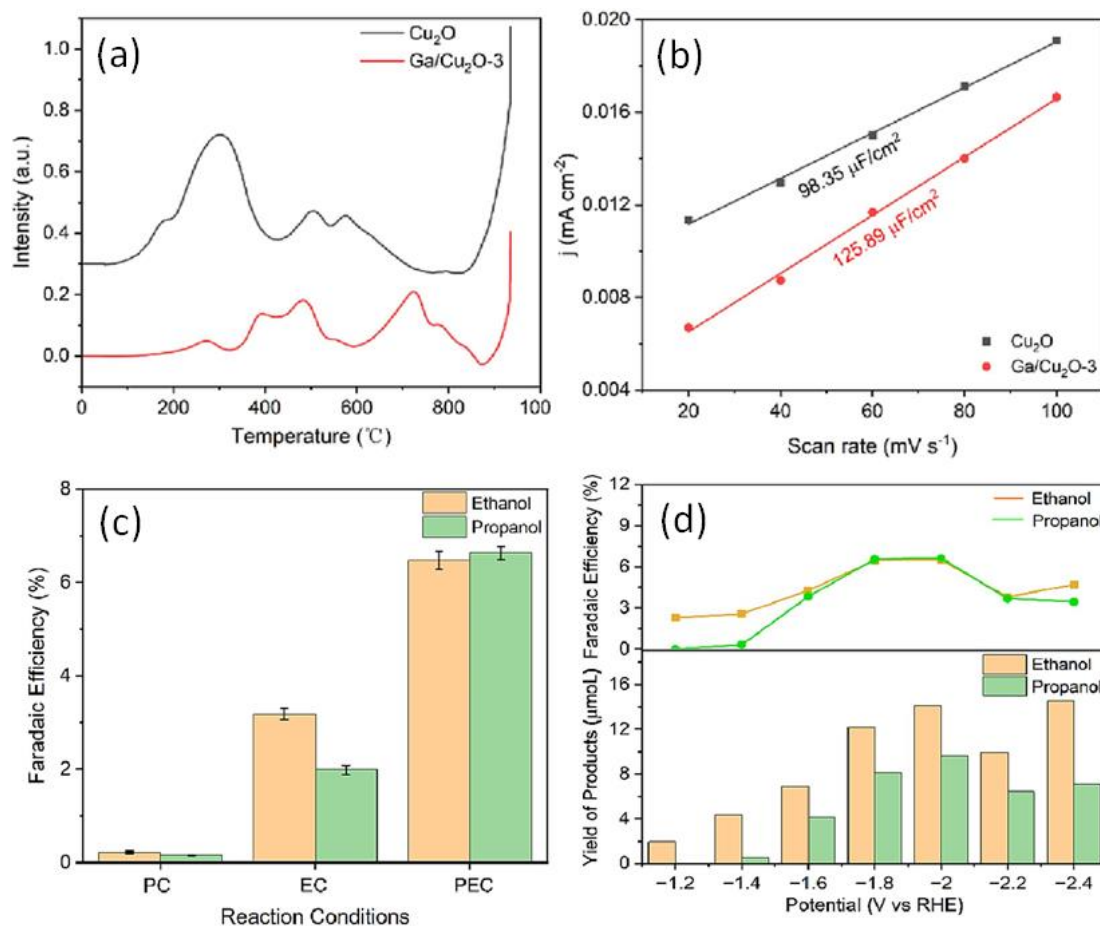 (a)
Cu₂O
Ga/Cu₂O-3
Intensity (a.u.)
1.0
0.8
0.6
0.4
0.2
0.0
0 200 400 600 800 100
Temperature (℃)
(b)
j (mA cm⁻²)
0.020
0.016
0.012
0.008
0.004
98.35 μF/cm²
125.89 μF/cm²
Cu₂O
Ga/Cu₂O-3
20 40 60 80 100
Scan rate (mV s⁻¹)
(c)
Ethanol
Propanol
Faradaic Efficiency (%)
8
6
4
2
0
PC EC PEC
Reaction Conditions
(d)
Ethanol
Propanol
Faradaic Efficiency (%)
12
9
6
3
0
Ethanol
Propanol
Yield of Products (μmoL)
16
12
8
4
0
−1.2 −1.4 −1.6 −1.8 −2 −2.2 −2.4
Potential (V vs RHE)